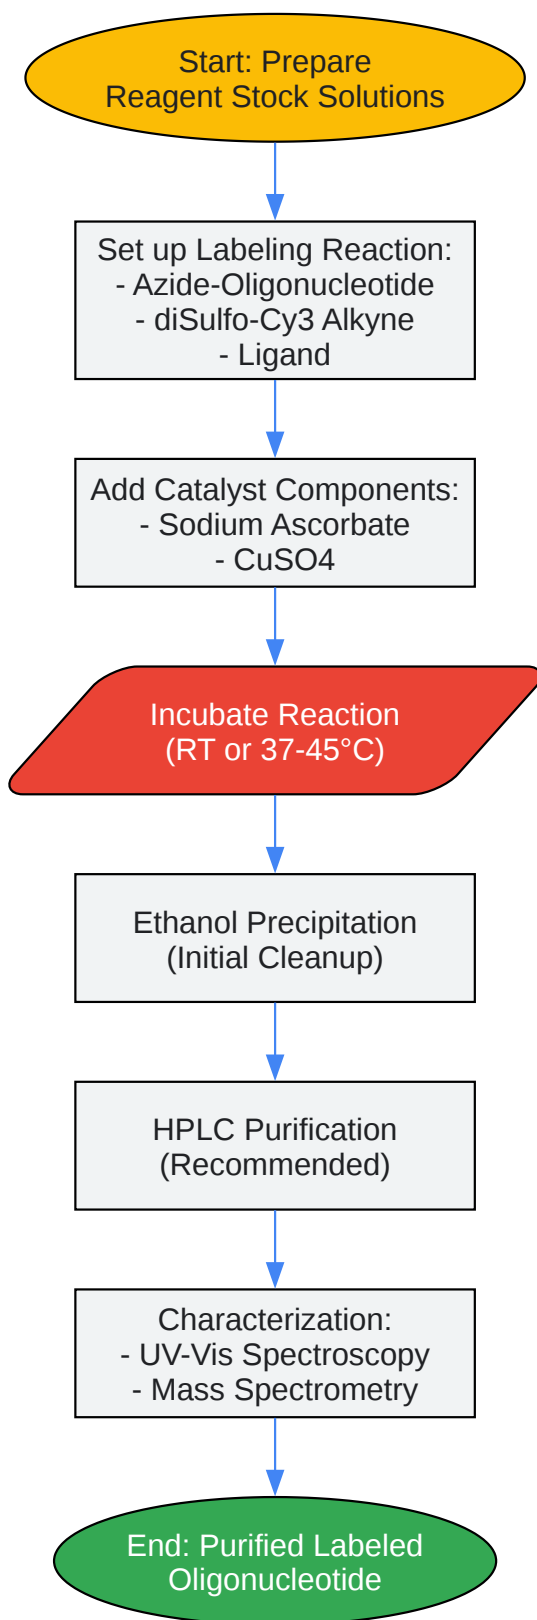 Start: Prepare
Reagent Stock Solutions
Set up Labeling Reaction:
- Azide-Oligonucleotide
- diSulfo-Cy3 Alkyne
- Ligand
Add Catalyst Components:
- Sodium Ascorbate
- CuSO4
Incubate Reaction
(RT or 37-45°C)
Ethanol Precipitation
(Initial Cleanup)
HPLC Purification
(Recommended)
Characterization:
- UV-Vis Spectroscopy
- Mass Spectrometry
End: Purified Labeled
Oligonucleotide